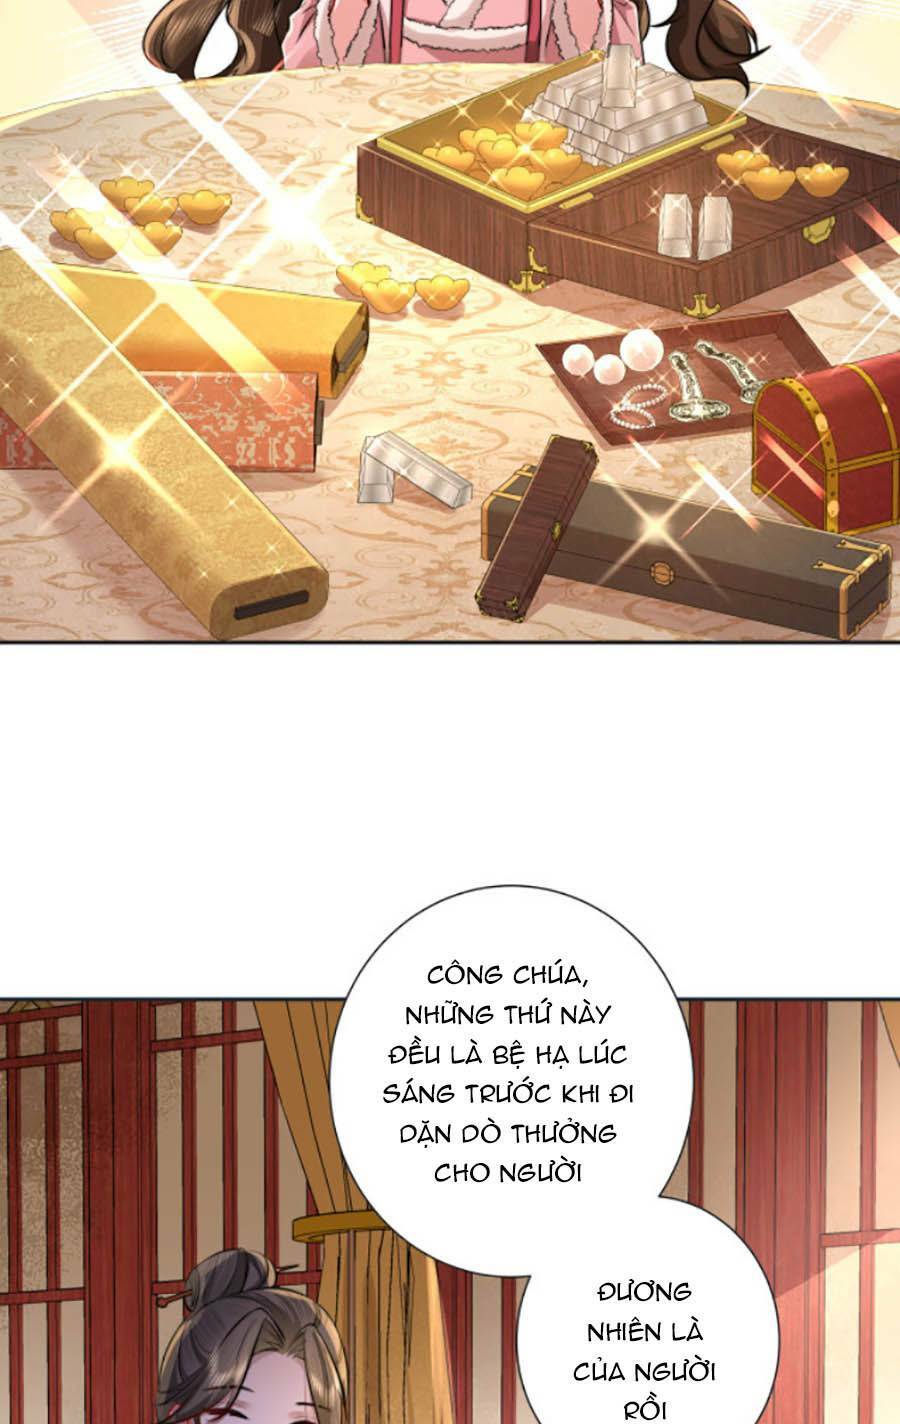 CÔNG CHÚA,
NHỮNG THỨ NÀY
ĐỀU LÀ BỆ HẠ LÚC
SÁNG TRƯỚC KHI ĐI
DẶN DÒ THƯỞNG
CHO NGƯỜI
ĐƯƠNG
NHIÊN LÀ
CỦA NGƯỜI
RỒI